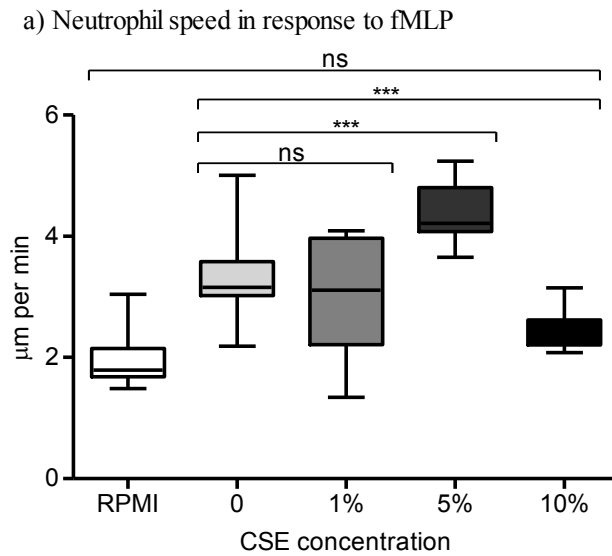 a) Neutrophil speed in response to fMLP
ns
***
***
ns
6
4
2
0
μm per min
RPMI 0 1% 5% 10%
CSE concentration